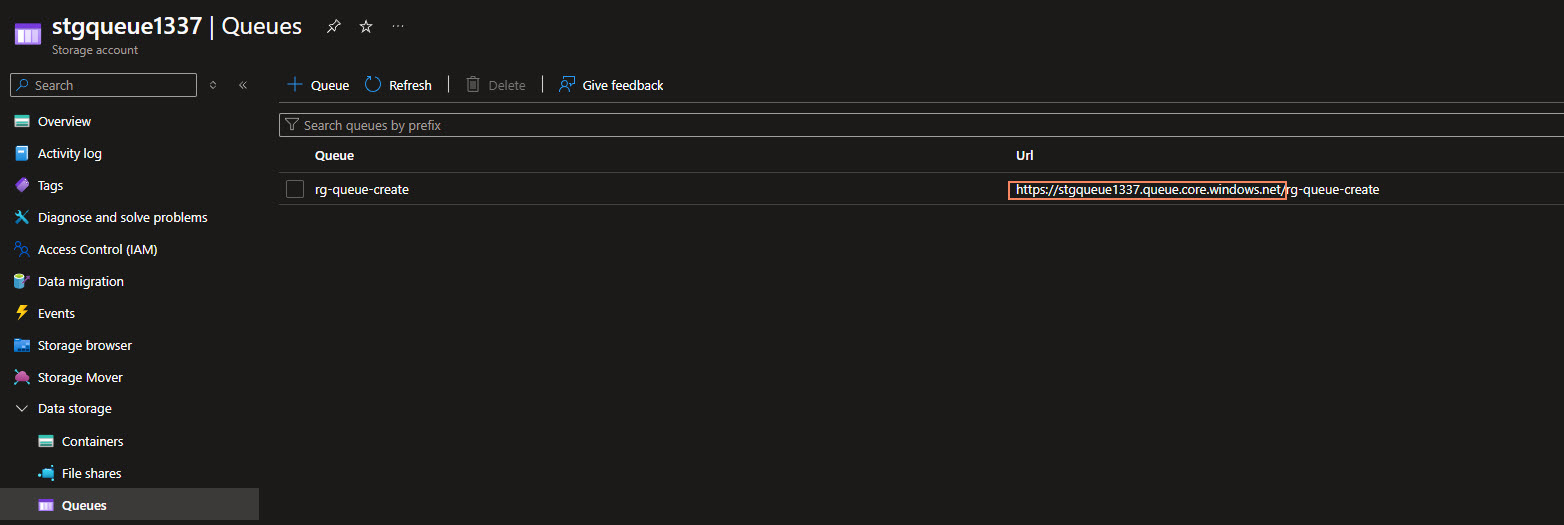 stgqueue1337 | Queues
Storage account
Search
Overview
Activity log
Tags
Diagnose and solve problems
Access Control (IAM)
Data migration
Events
Storage browser
Storage Mover
Data storage
Containers
File shares
Queues
Queue Refresh Delete Give feedback
Search queues by prefix
Queue Url
rg-queue-create https://stgqueue1337.queue.core.windows.net/rg-queue-create